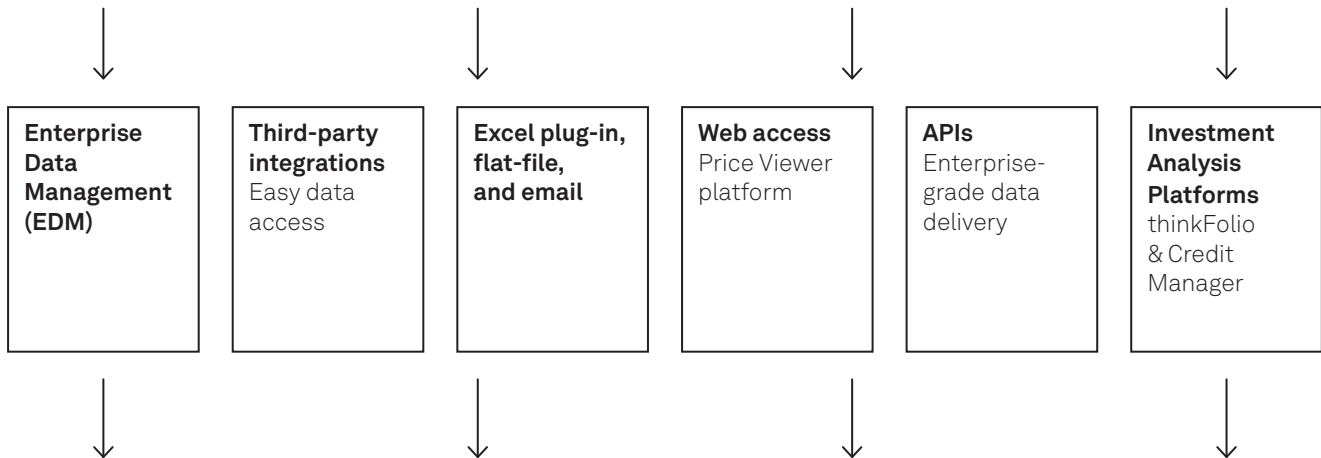 Enterprise
Data
Management
(EDM)
Third-party
integrations
Easy data
access
Excel plug-in,
flat-file,
and email
Web access
Price Viewer
platform
APIs
Enterprise-
grade data
delivery
Investment
Analysis
Platforms
thinkFolio
& Credit
Manager